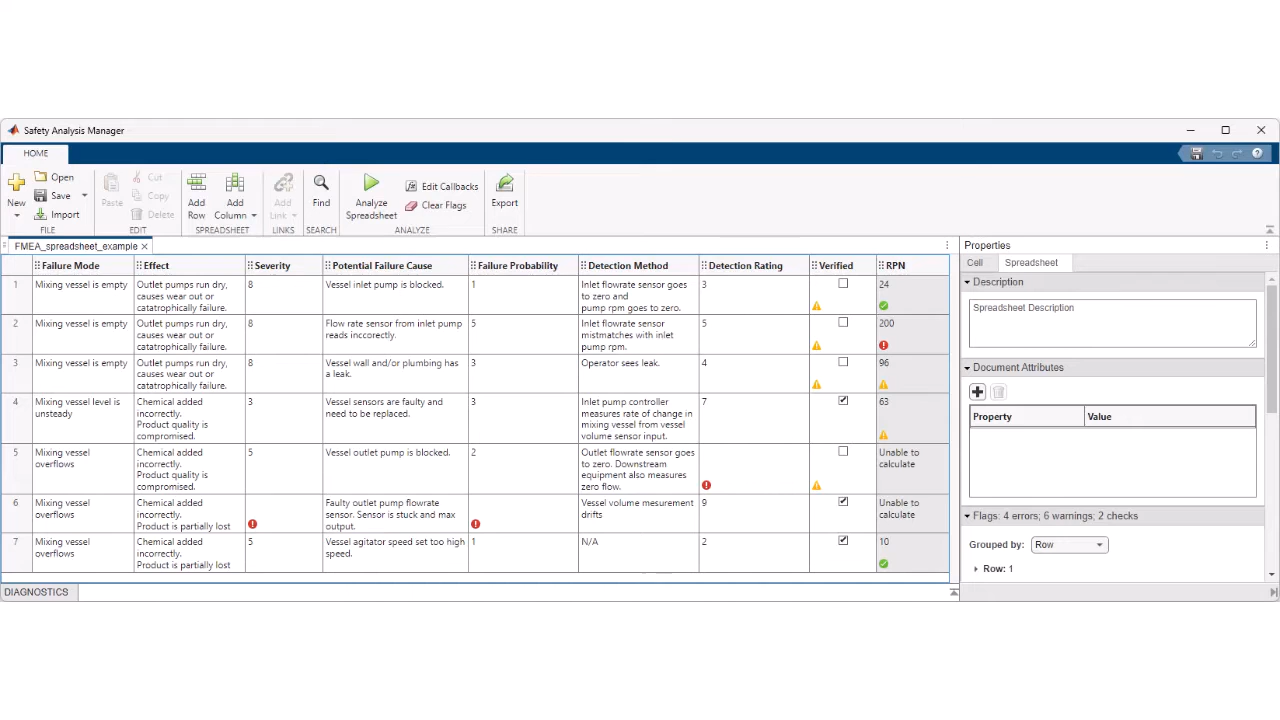 Safety Analysis Manager
HOME
New
Open
Save
Import
FILE
Paste
Cut
Copy
Delete
EDIT
Add
Row
Add
Column
SPREADSHEET
Add
Link
LINKS
Find
SEARCH
Analyze
Spreadsheet
Edit Callbacks
Clear Flags
ANALYZE
Export
SHARE
FMEA_spreadsheet_example
Failure Mode Effect Severity Potential Failure Cause Failure Probability Detection Method Detection Rating Verified RPN
1
Mixing vessel is empty
Outlet pumps run dry,
causes wear out or
catatrophically failure.
8
Vessel inlet pump is blocked.
1
Inlet flowrate sensor goes
to zero and
pump rpm goes to zero.
3
24
2
Mixing vessel is empty
Outlet pumps run dry,
causes wear out or
catatrophically failure.
8
Flow rate sensor from inlet pump
reads inccorectly.
5
Inlet flowrate sensor
mismatches with inlet
pump rpm.
5
200
3
Mixing vessel is empty
Outlet pumps run dry,
causes wear out or
catatrophically failure.
8
Vessel wall and/or plumbing has
a leak.
3
Operator sees leak.
4
96
4
Mixing vessel level is
unsteady
Chemical added
incorrectly.
Product quality is
compromised.
3
Vessel sensors are faulty and
need to be replaced.
3
Inlet pump controller
measures rate of change in
mixing vessel from vessel
volume sensor input.
7
63
5
Mixing vessel
overflows
Chemical added
incorrectly.
Product quality is
compromised.
5
Vessel outlet pump is blocked.
2
Outlet flowrate sensor goes
to zero. Downstream
equipment also measures
zero flow.
Unable to
calculate
6
Mixing vessel
overflows
Chemical added
incorrectly.
Product is partially lost
Faulty outlet pump flowrate
sensor. Sensor is stuck and max
output.
Vessel volume mesurement
drifts
9
Unable to
calculate
7
Mixing vessel
overflows
Chemical added
incorrectly.
Product is partially lost
5
Vessel agitator speed set too high
speed.
1
N/A
2
10
DIAGNOSTICS
Properties
Cell
Spreadsheet
Description
Spreadsheet Description
Document Attributes
Property Value
Flags: 4 errors; 6 warnings; 2 checks
Grouped by: Row
Row: 1